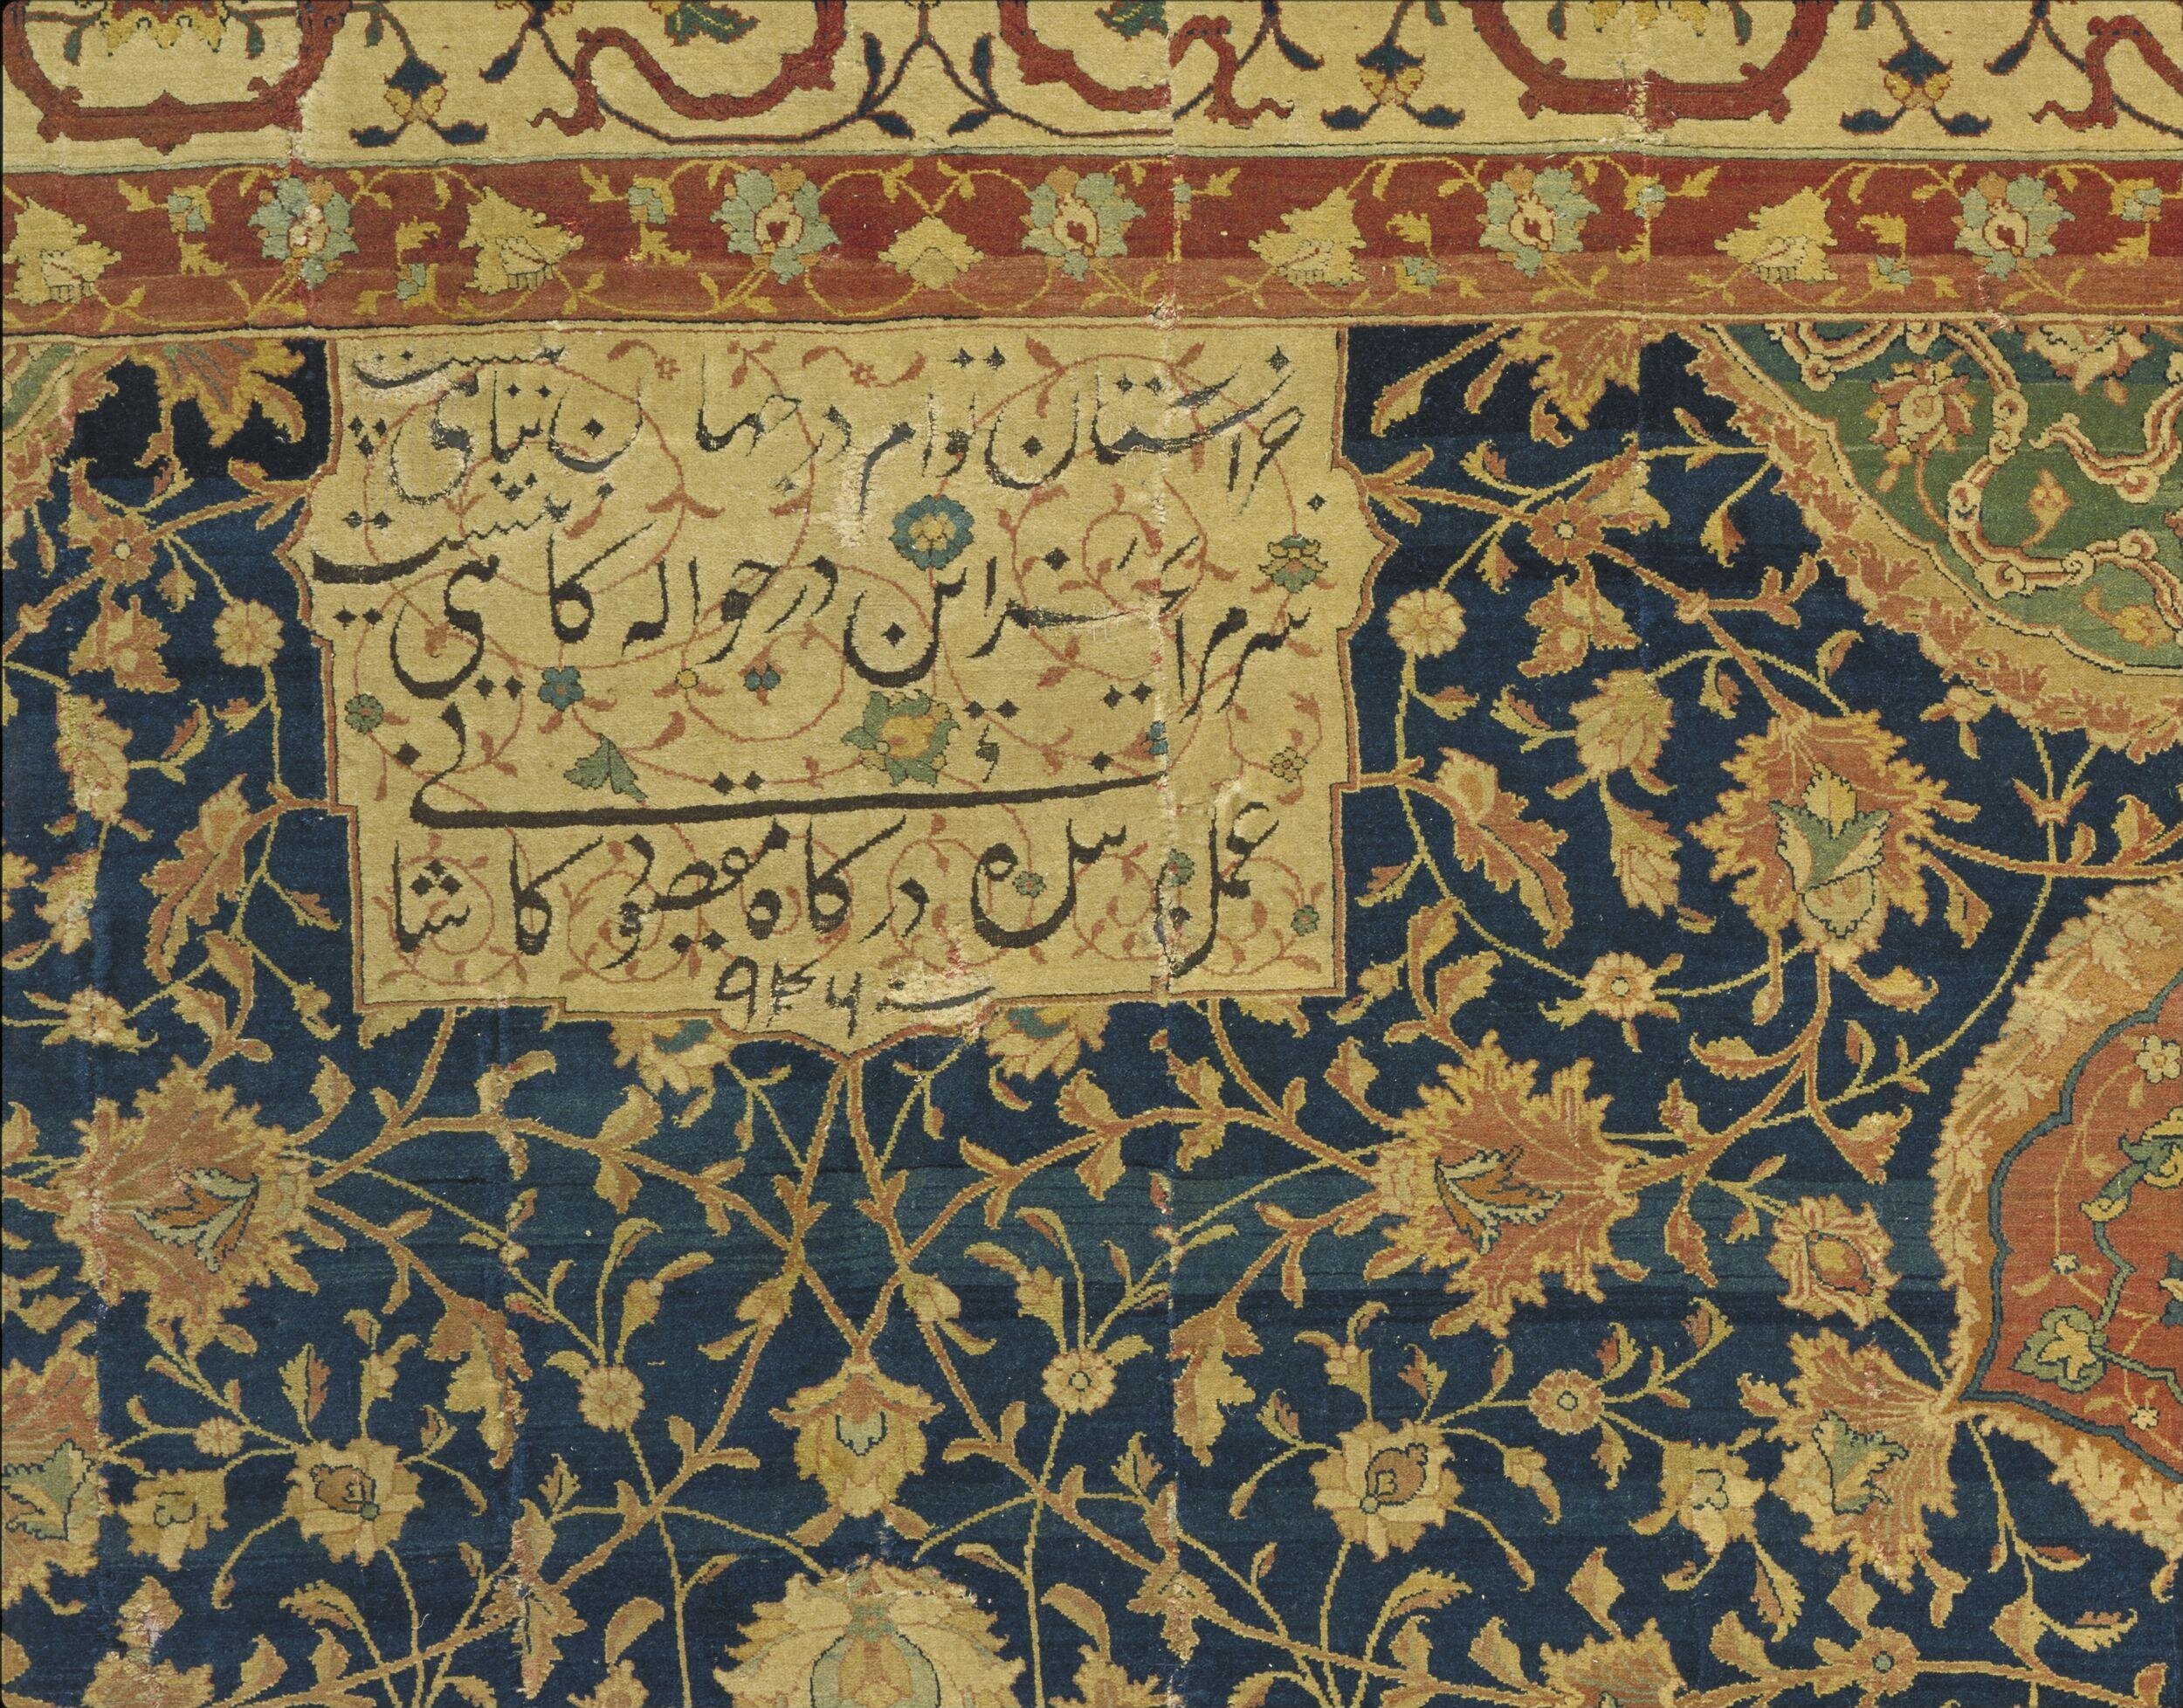 جز آستان توام در جهان پناهی نیست
سر مرا بجز این در حواله گاهی نیست
عمل بنده درگاه مقصود کاشانی
سنه ۹۴۶